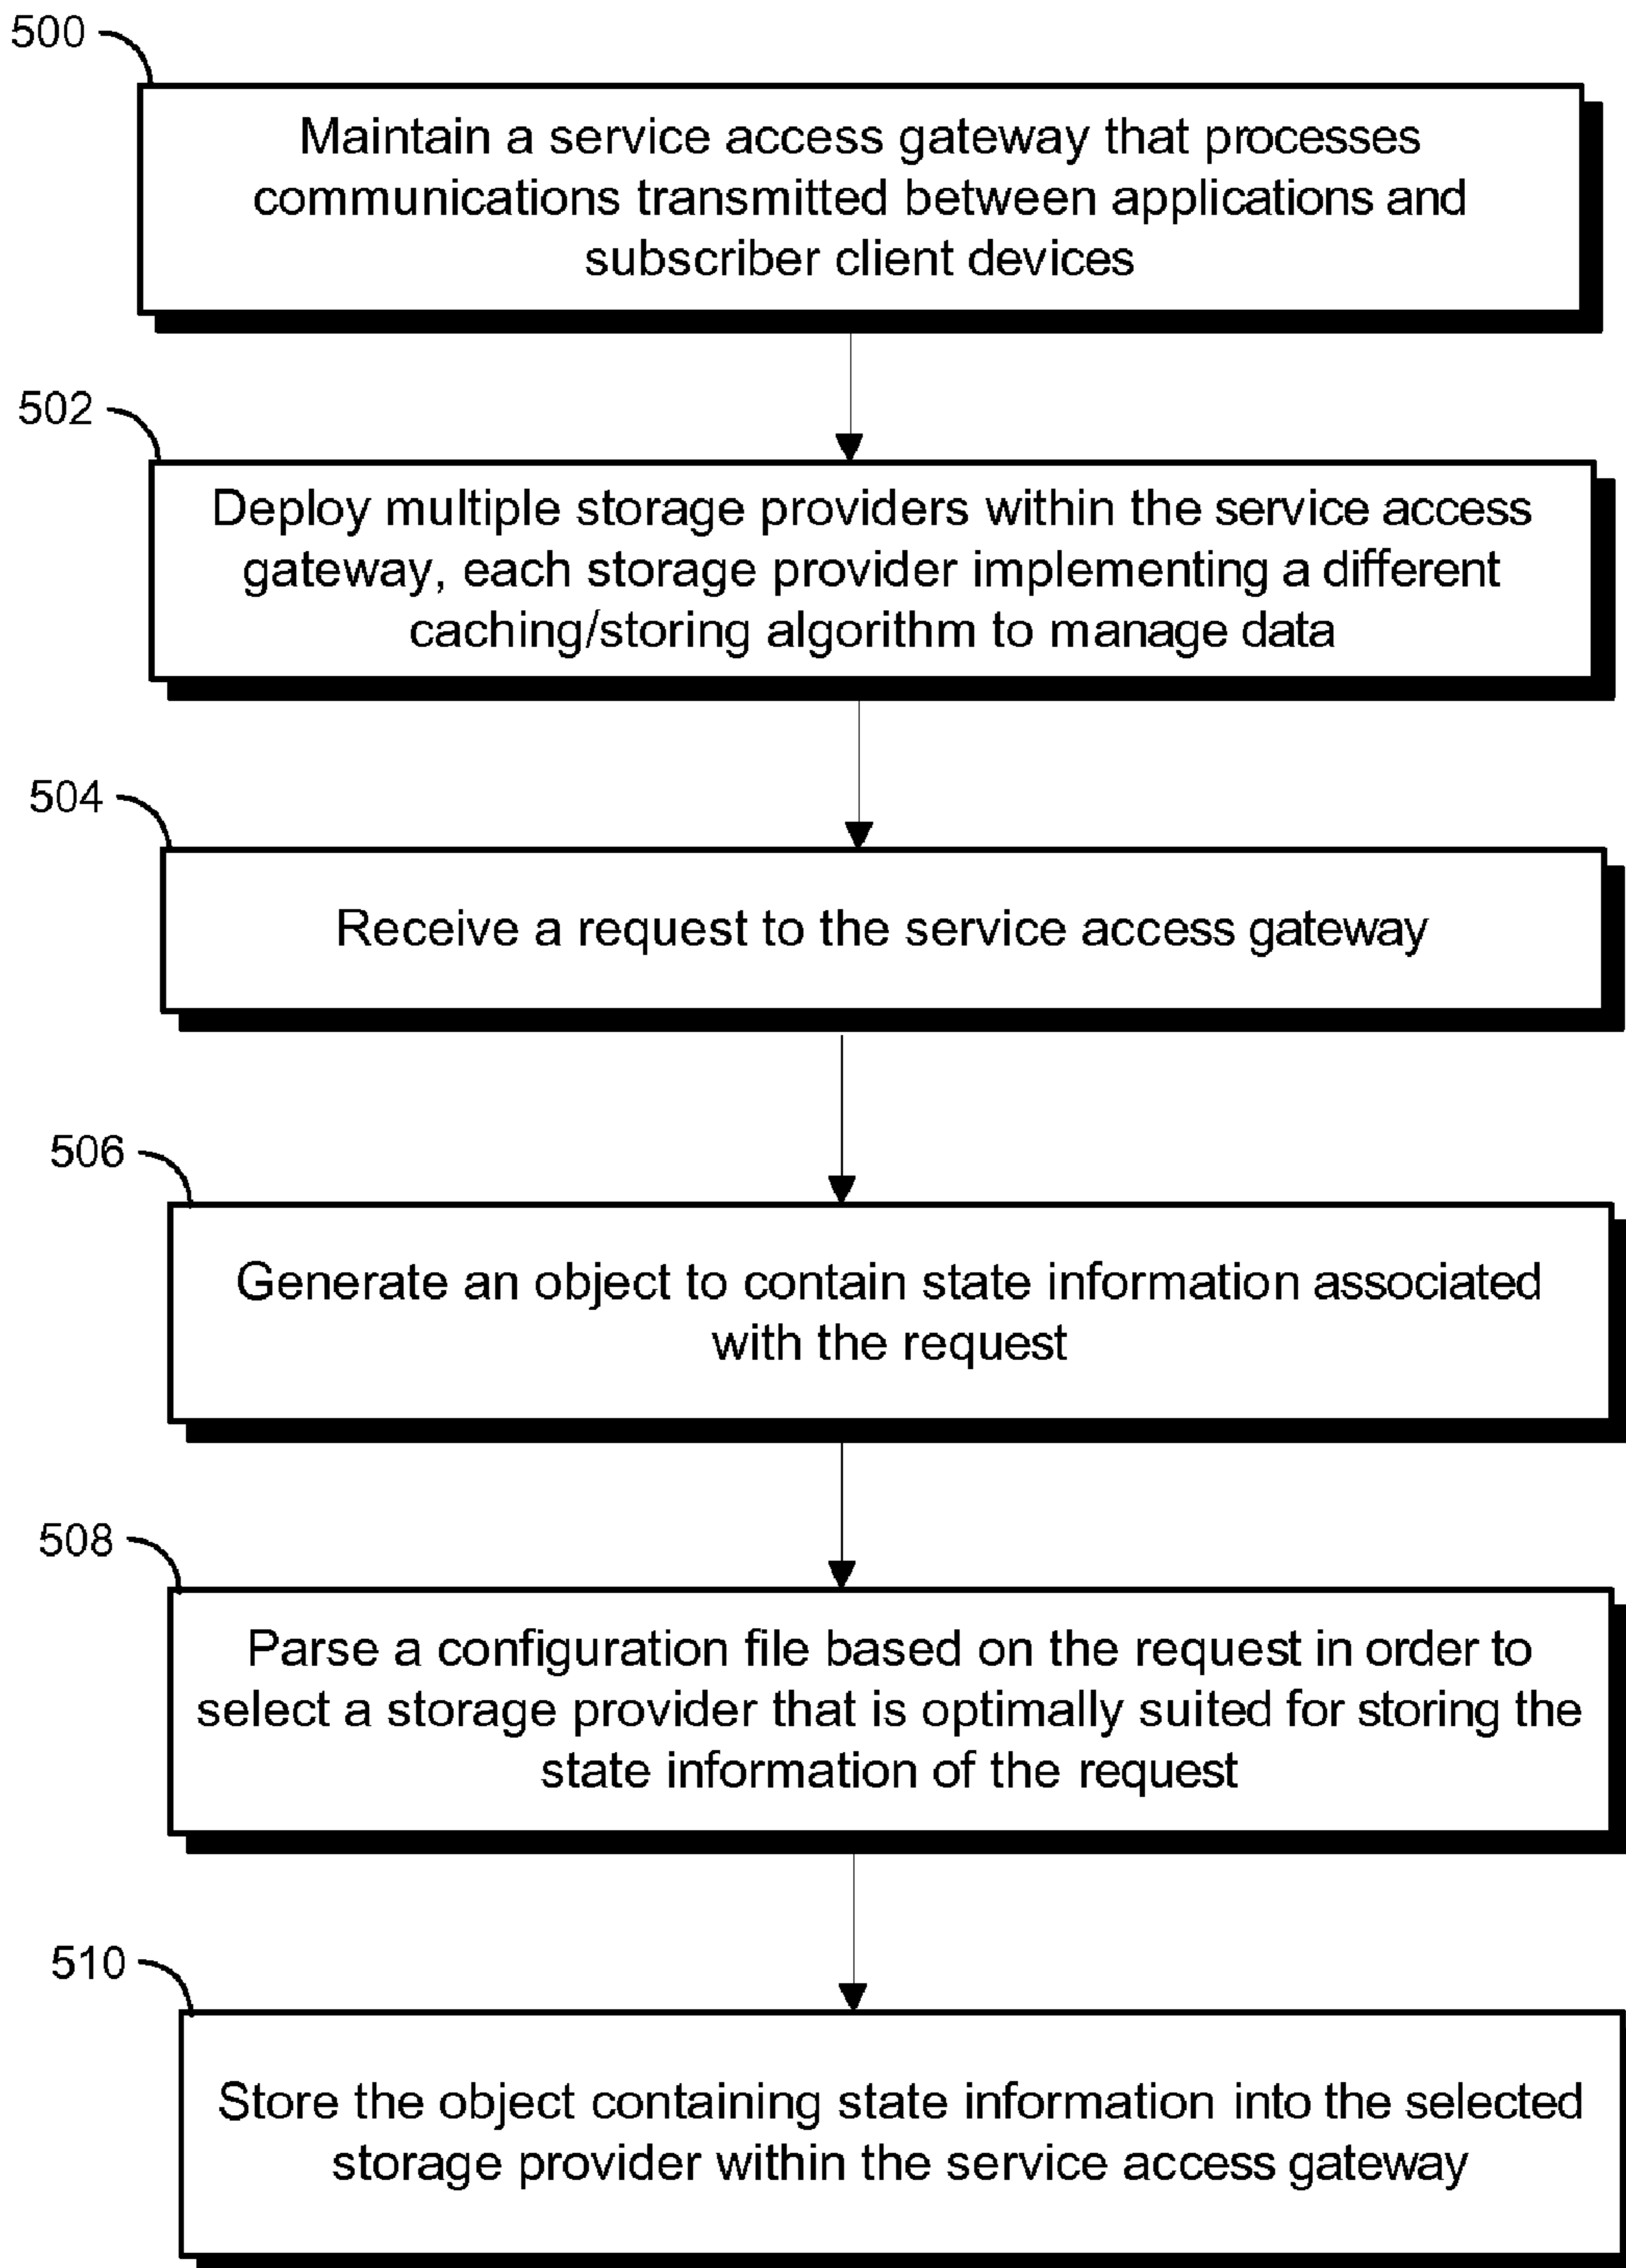 500
Maintain a service access gateway that processes
communications transmitted between applications and
subscriber client devices
502
Deploy multiple storage providers within the service access
gateway, each storage provider implementing a different
caching/storing algorithm to manage data
504
Receive a request to the service access gateway
506
Generate an object to contain state information associated
with the request
508
Parse a configuration file based on the request in order to
select a storage provider that is optimally suited for storing the
state information of the request
510
Store the object containing state information into the selected
storage provider within the service access gateway